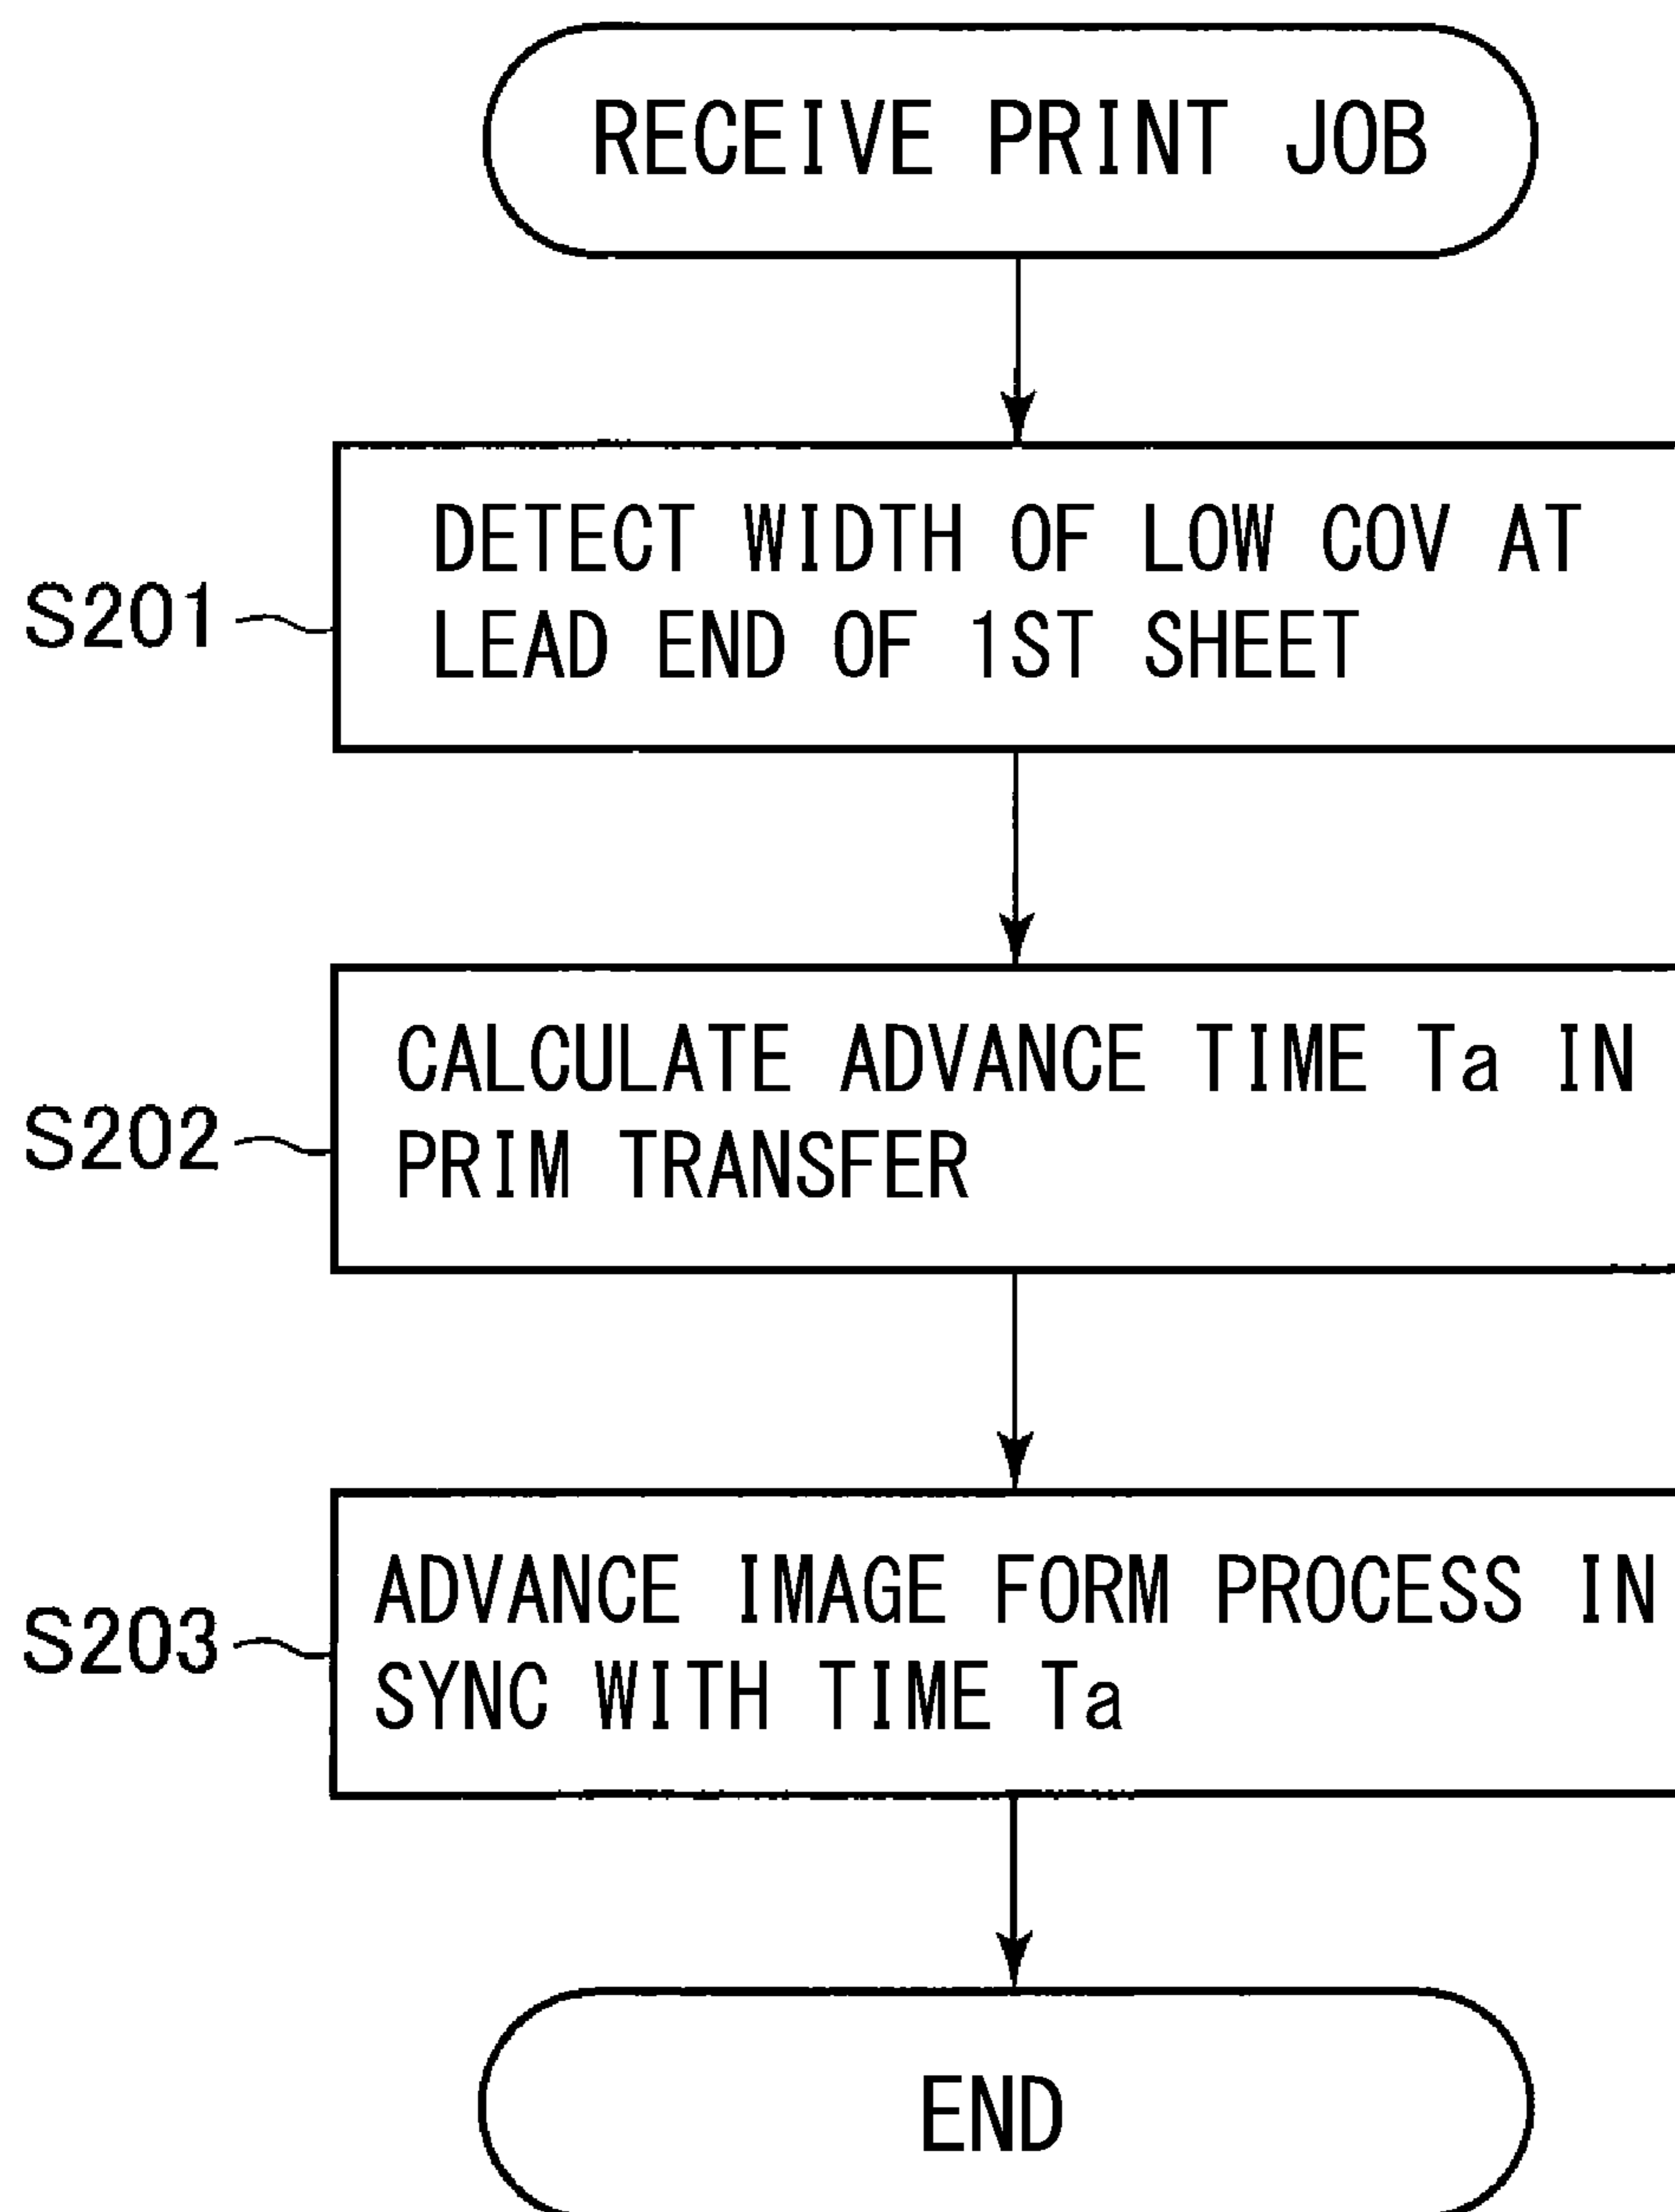 RECEIVE PRINT JOB
S201
DETECT WIDTH OF LOW COV AT
LEAD END OF 1ST SHEET
S202
CALCULATE ADVANCE TIME Ta IN
PRIM TRANSFER
S203
ADVANCE IMAGE FORM PROCESS IN
SYNC WITH TIME Ta
END